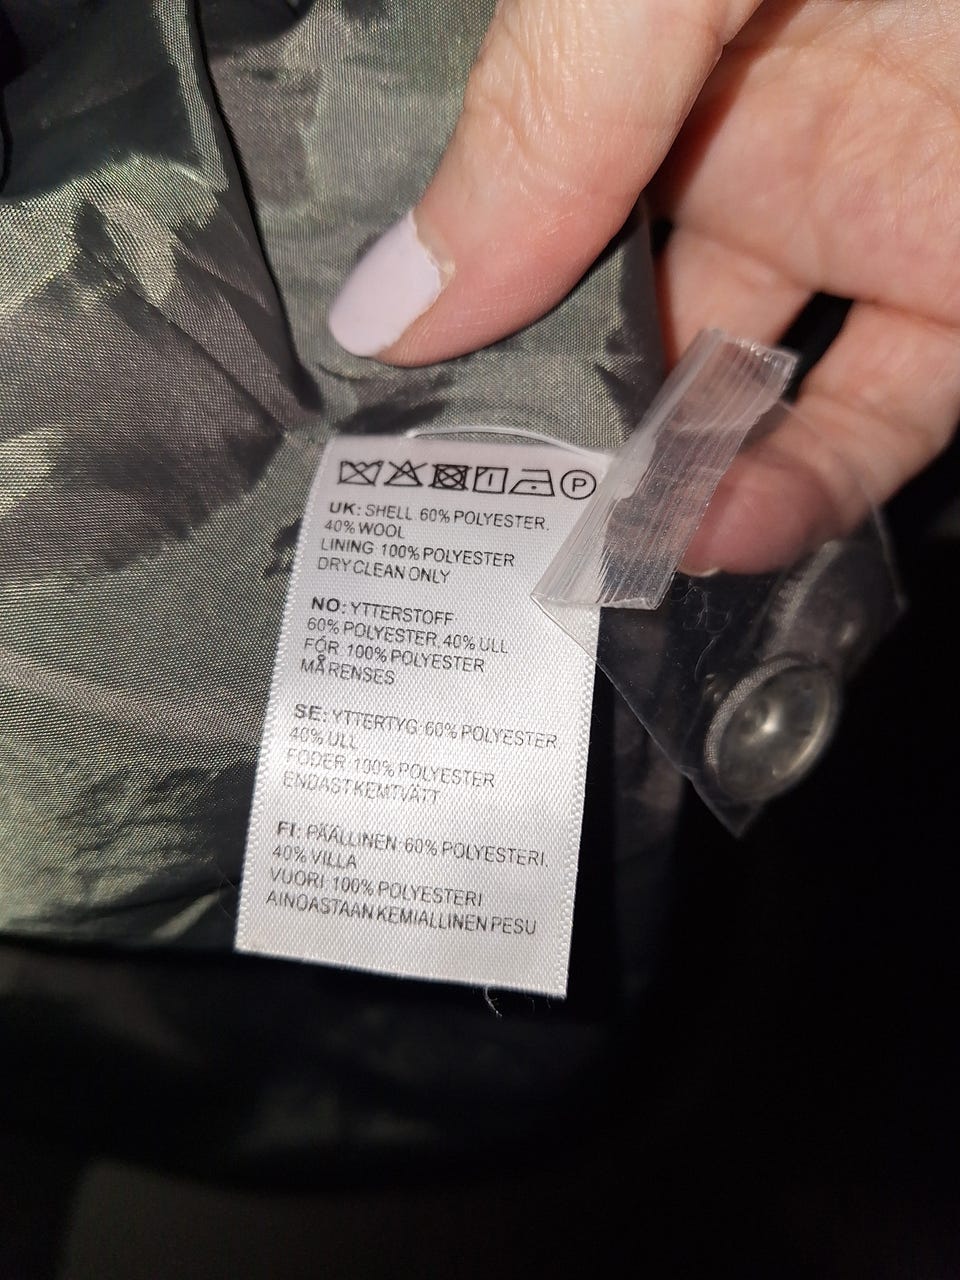 P
UK: SHELL 60% POLYESTER,
40% WOOL
LINING 100% POLYESTER
DRY CLEAN ONLY
NO: YTTERSTOFF
60% POLYESTER, 40% ULL
FÓR: 100% POLYESTER
MÅ RENSES
SE: YTTERTYG: 60% POLYESTER
40% ULL
FODER: 100% POLYESTER
ENDAST KEMTVÄTT
FI: PÄÄLLINEN: 60% POLYESTERI,
40% VILLA
VUORI: 100% POLYESTERI
AINOASTAAN KEMIALLINEN PESU